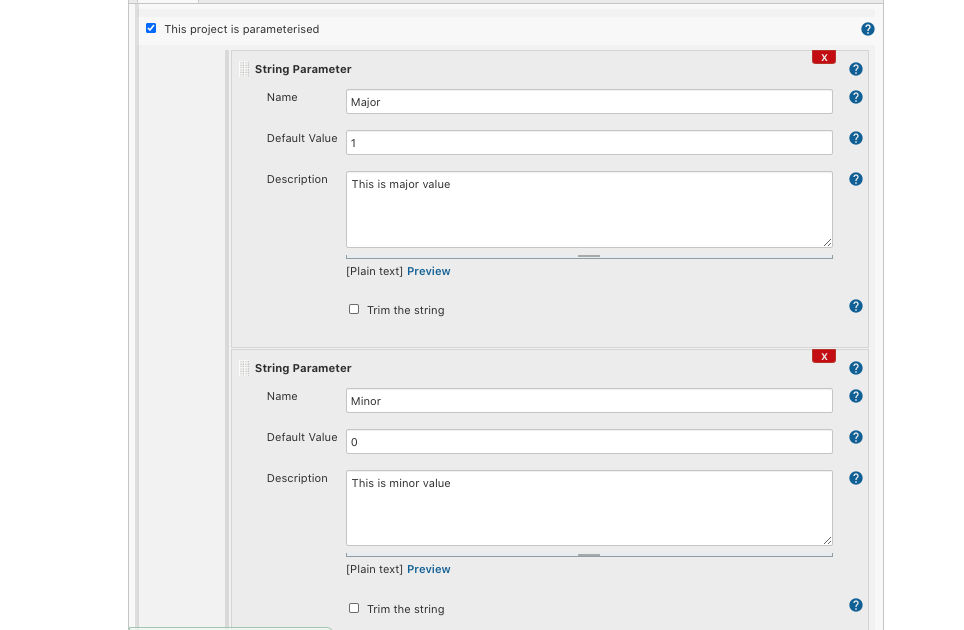 This project is parameterised ?
X
String Parameter ?
Name Major ?
Default Value 1 ?
Description This is major value ?
[Plain text] Preview
Trim the string ?
X
String Parameter ?
Name Minor ?
Default Value 0 ?
Description This is minor value ?
[Plain text] Preview
Trim the string ?